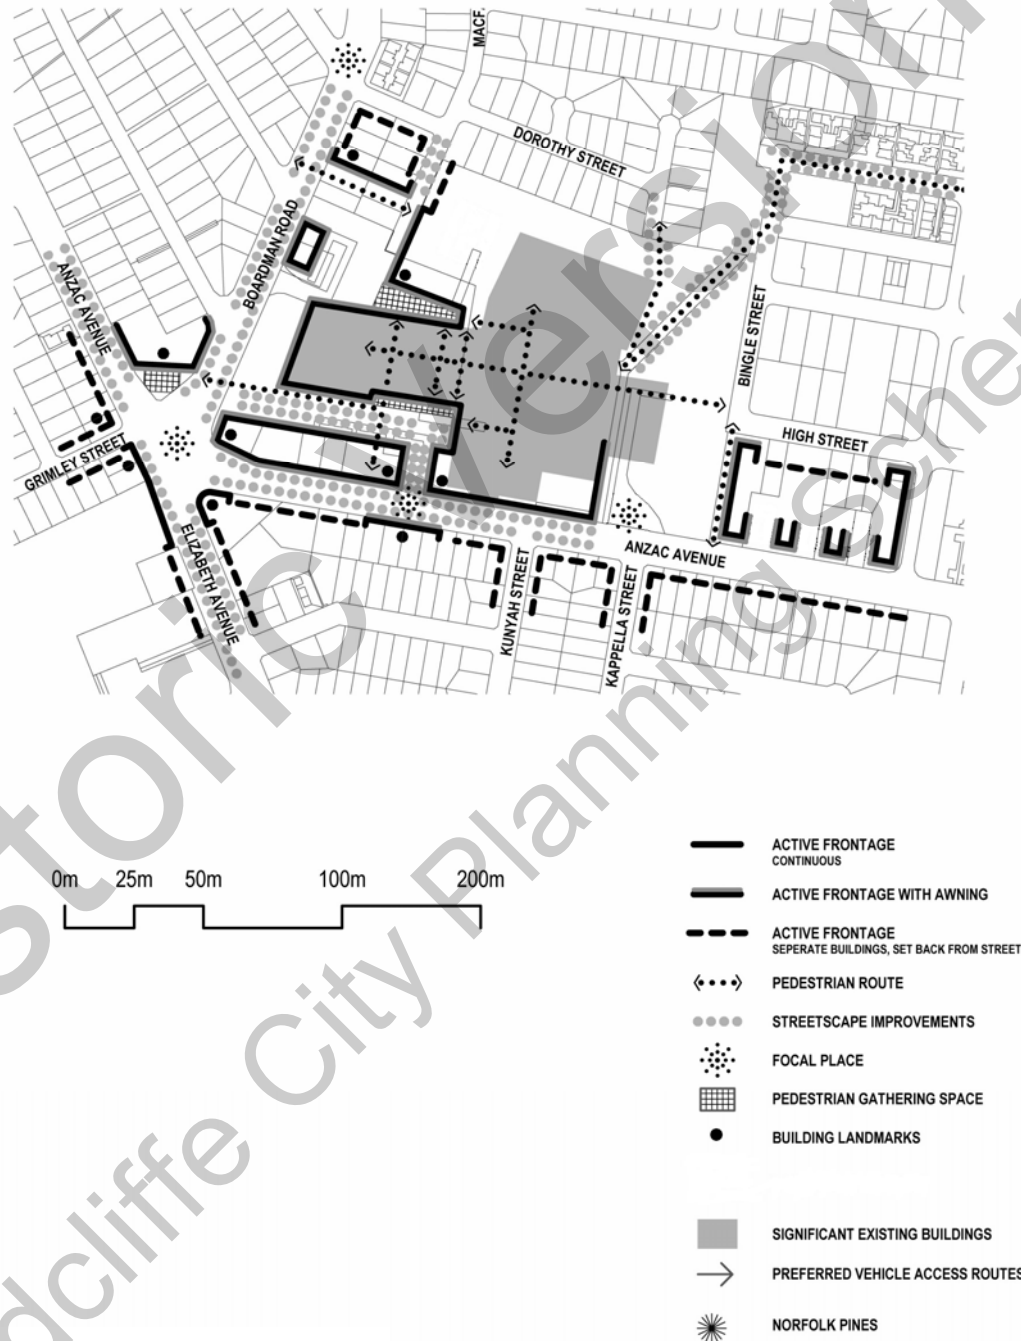 MACF
DOROTHY STREET
BOARDMAN ROAD
ANZAC AVENUE
BINGLE STREET
GRIMLEY STREET
HIGH STREET
ELIZABETH AVENUE
ANZAC AVENUE
KUNYAH STREET
KAPPELLA STREET
0m 25m 50m 100m 200m
ACTIVE FRONTAGE
CONTINUOUS
ACTIVE FRONTAGE WITH AWNING
ACTIVE FRONTAGE
SEPERATE BUILDINGS, SET BACK FROM STREET
PEDESTRIAN ROUTE
STREETSCAPE IMPROVEMENTS
FOCAL PLACE
PEDESTRIAN GATHERING SPACE
BUILDING LANDMARKS
SIGNIFICANT EXISTING BUILDINGS
PREFERRED VEHICLE ACCESS ROUTES
NORFOLK PINES
storic Version
dcliffe City Planning Schem